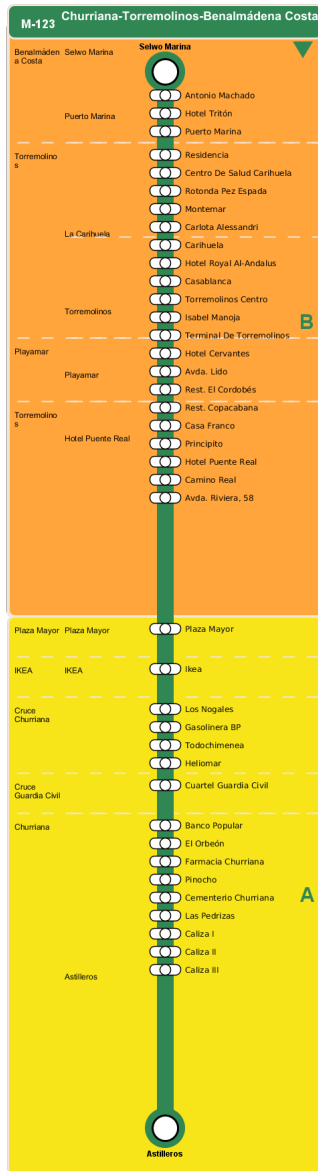 M-123 Churriana-Torremolinos-Benalmádena Costa
Benalmáden
a Costa
Selwo Marina
Selwo Marina
Antonio Machado
Hotel Tritón
Puerto Marina
Puerto Marina
Torremolino
s
Residencia
Centro De Salud Carihuela
Rotonda Pez Espada
Montemar
Carlota Alessandri
La Carihuela
Carihuela
Hotel Royal Al-Andalus
Casablanca
Torremolinos Centro
Torremolinos
Isabel Manoja
B
Terminal De Torremolinos
Playamar
Hotel Cervantes
Avda. Lido
Playamar
Rest. El Cordobés
Torremolino
s
Rest. Copacabana
Casa Franco
Hotel Puente Real
Principito
Hotel Puente Real
Camino Real
Avda. Riviera, 58
Plaza Mayor
Plaza Mayor
Plaza Mayor
IKEA
IKEA
Ikea
Cruce
Churriana
Los Nogales
Gasolinera BP
Todochimenea
Heliomar
Cruce
Guardia Civil
Cuartel Guardia Civil
Churriana
Banco Popular
El Orbeón
Farmacia Churriana
Pinocho
Cementerio Churriana
A
Las Pedrizas
Caliza I
Caliza II
Caliza III
Astilleros
Astilleros